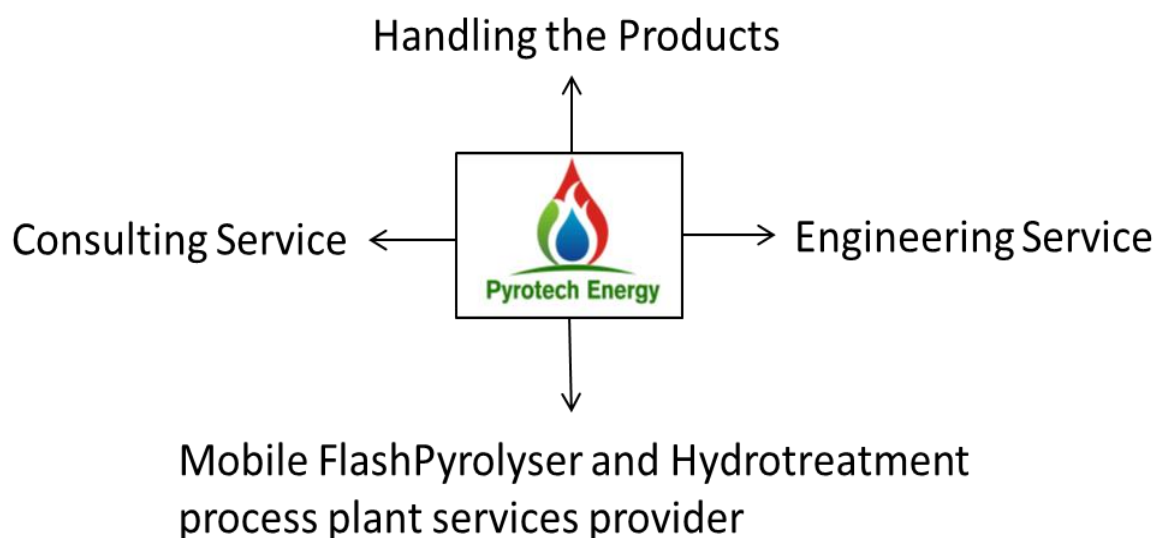 Handling the Products
Consulting Service
Pyrotech Energy
Engineering Service
Mobile FlashPyrolyser and Hydrotreatment
process plant services provider